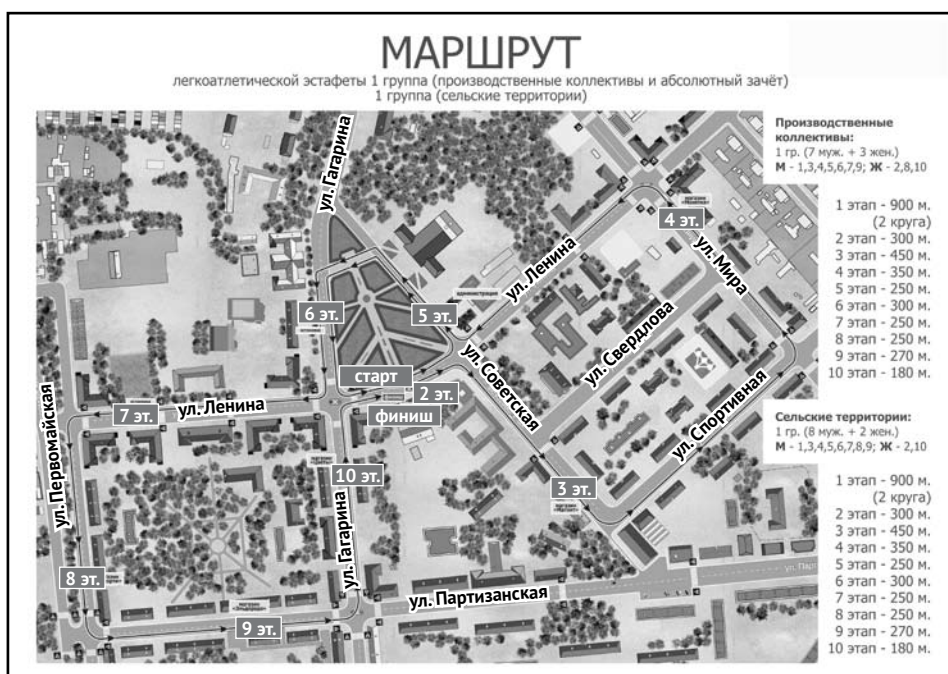 МАРШРУТ
легкоатлетической эстафеты 1 группа (производственные коллективы и абсолютный зачёт)
1 группа (сельские территории)
ул. Гагарина
4 эт.
ул. Ленина
ул. Мира
администрация
6 эт.
5 эт.
ул. Свердлова
старт
2 эт.
ул. Советская
7 эт.
ул. Ленина
финиш
ул. Спортивная
ул. Первомайская
10 эт.
3 эт.
ул. Гагарина
8 эт.
ул. Партизанская
9 эт.
Производственные
коллективы:
1 гр. (7 муж. + 3 жен.)
М - 1,3,4,5,6,7,9; Ж - 2,8,10
1 этап - 900 м.
(2 круга)
2 этап - 300 м.
3 этап - 450 м.
4 этап - 350 м.
5 этап - 250 м.
6 этап - 300 м.
7 этап - 250 м.
8 этап - 250 м.
9 этап - 270 м.
10 этап - 180 м.
Сельские территории:
1 гр. (8 муж. + 2 жен.)
М - 1,3,4,5,6,7,8,9; Ж - 2,10
1 этап - 900 м.
(2 круга)
2 этап - 300 м.
3 этап - 450 м.
4 этап - 350 м.
5 этап - 250 м.
6 этап - 300 м.
7 этап - 250 м.
8 этап - 250 м.
9 этап - 270 м.
10 этап - 180 м.